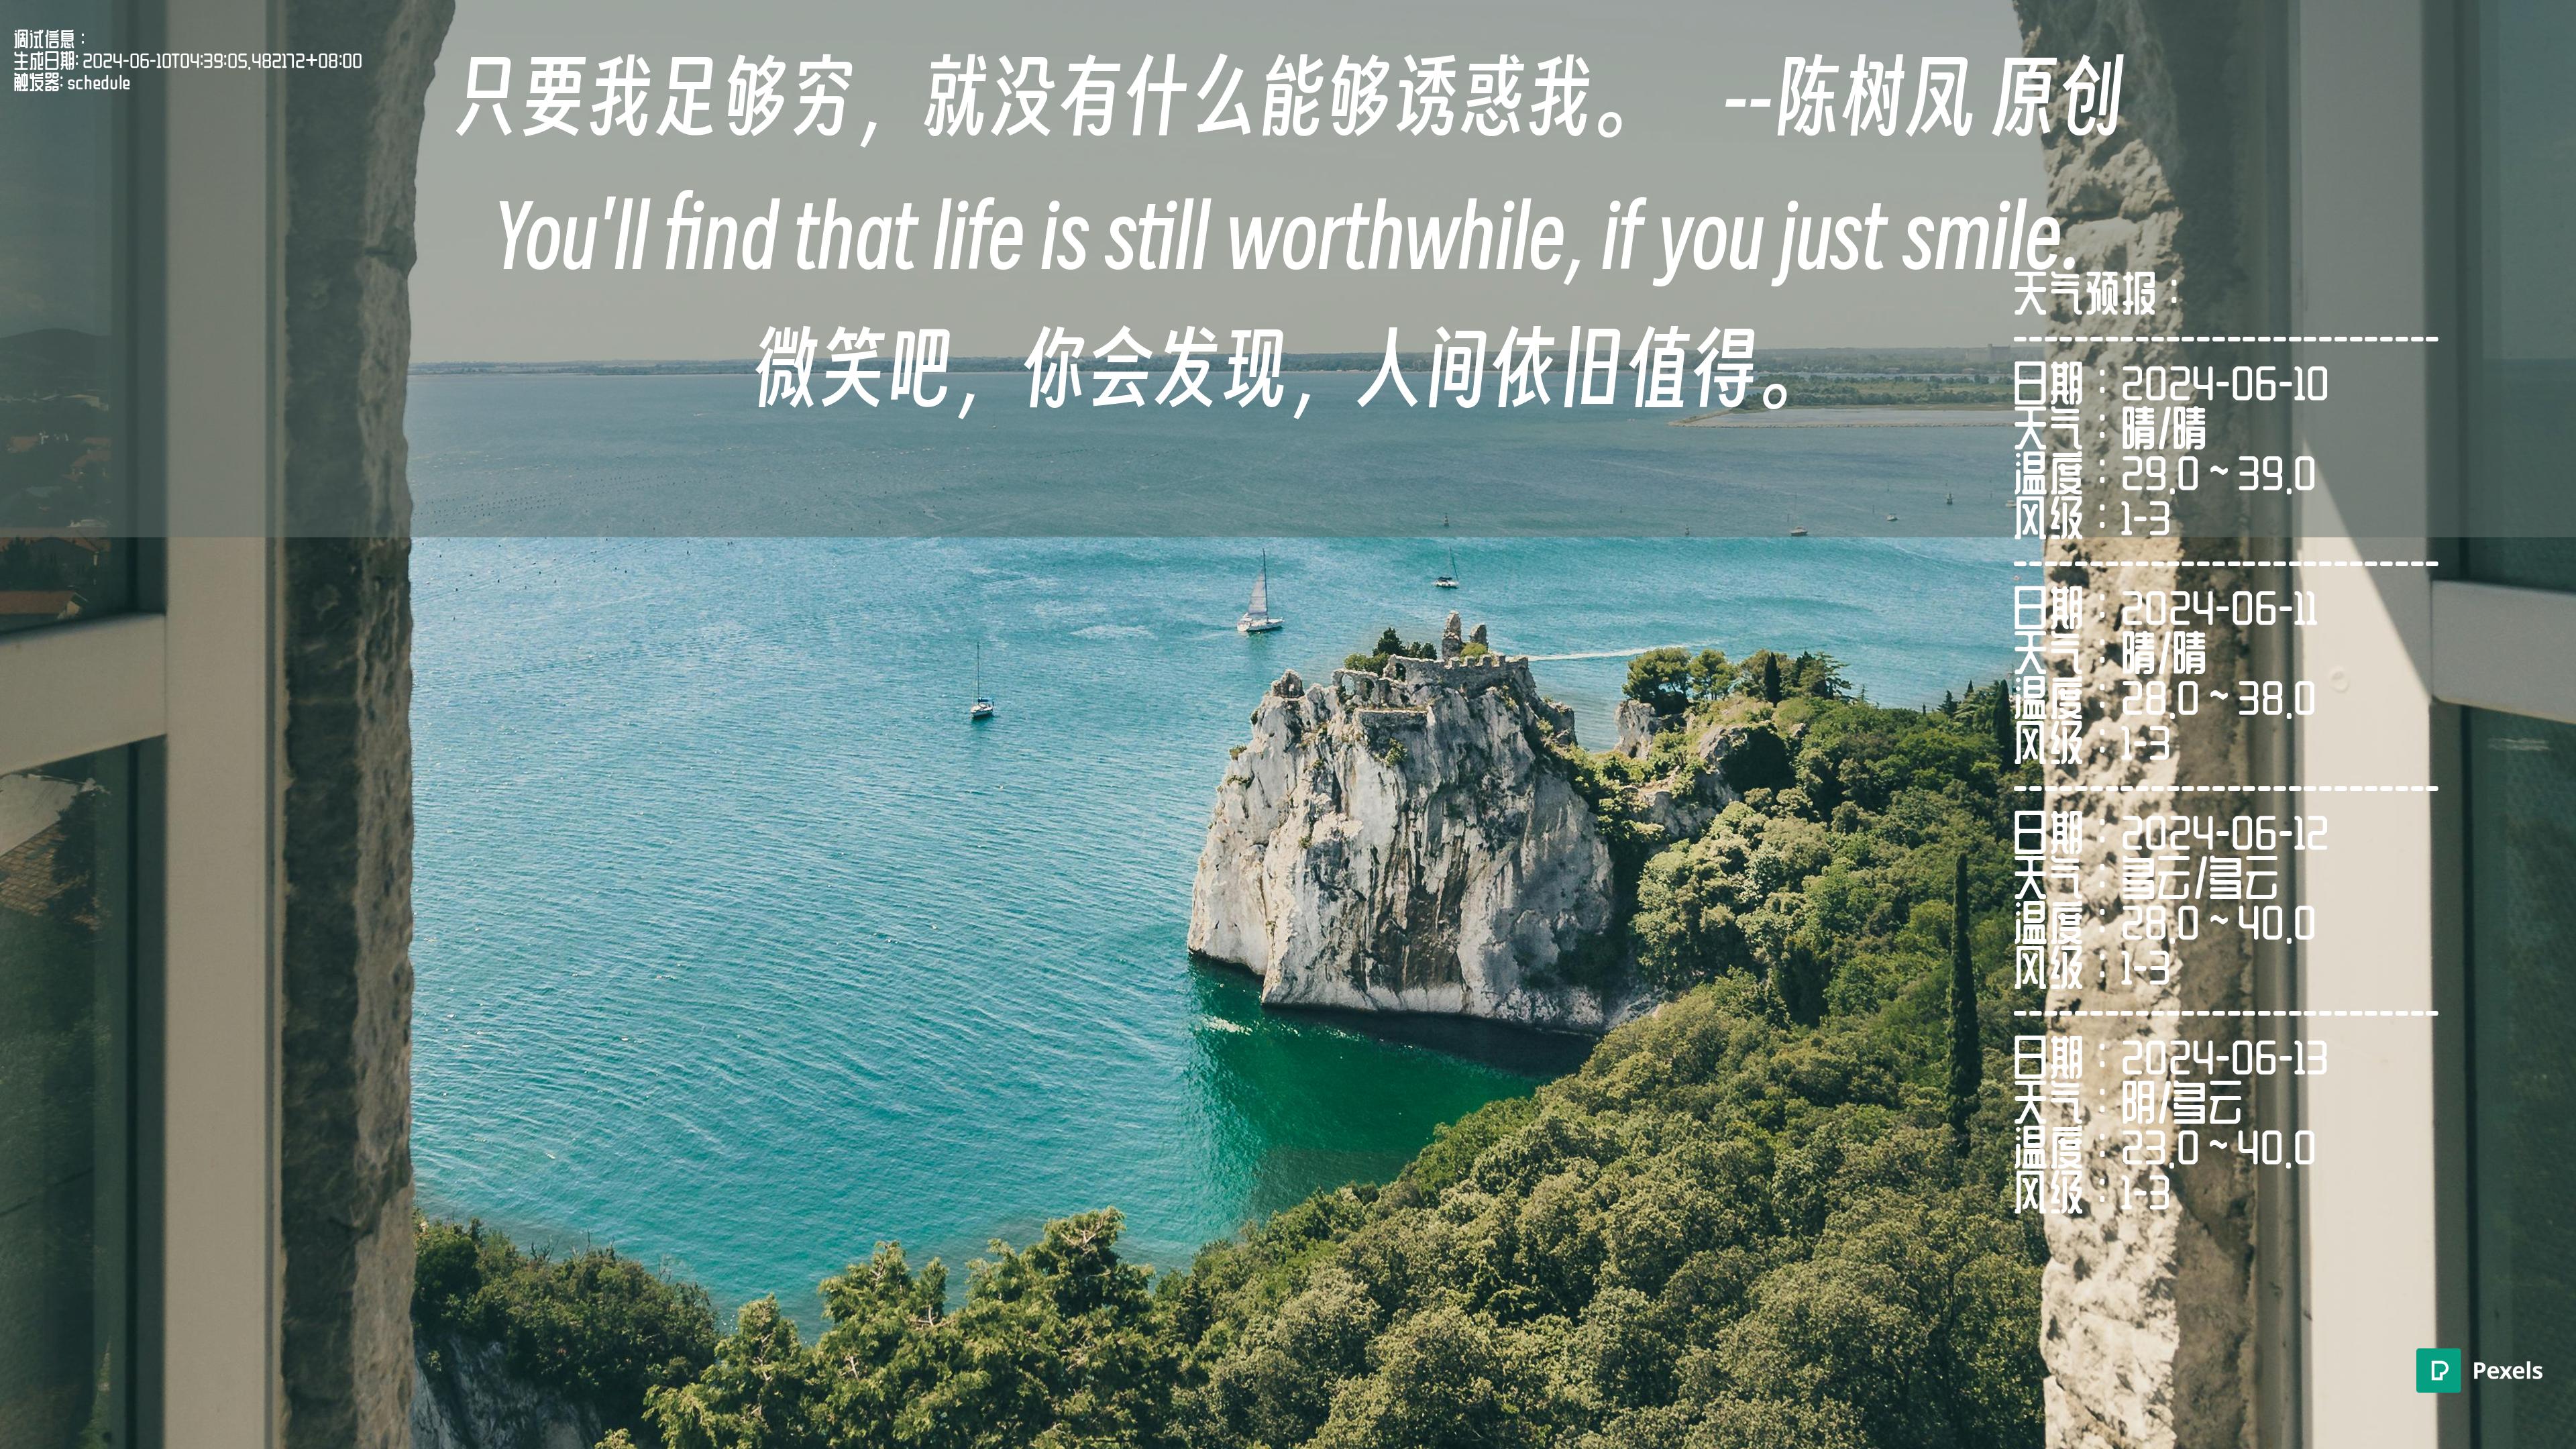 调试信息：
生成日期: 2024-06-10T04:39:05.482172+08:00
触发器: schedule
只要我足够穷，就没有什么能够诱惑我。 --陈树凤 原创
You'll find that life is still worthwhile, if you just smile.
微笑吧，你会发现，人间依旧值得。
天气预报：
------------------------------
日期：2024-06-10
天气：晴/晴
温度：29.0 ~ 39.0
风级：1-3
------------------------------
日期：2024-06-11
天气：晴/晴
温度：28.0 ~ 38.0
风级：1-3
------------------------------
日期：2024-06-12
天气：多云/多云
温度：28.0 ~ 40.0
风级：1-3
------------------------------
日期：2024-06-13
天气：阴/多云
温度：23.0 ~ 40.0
风级：1-3
Pexels